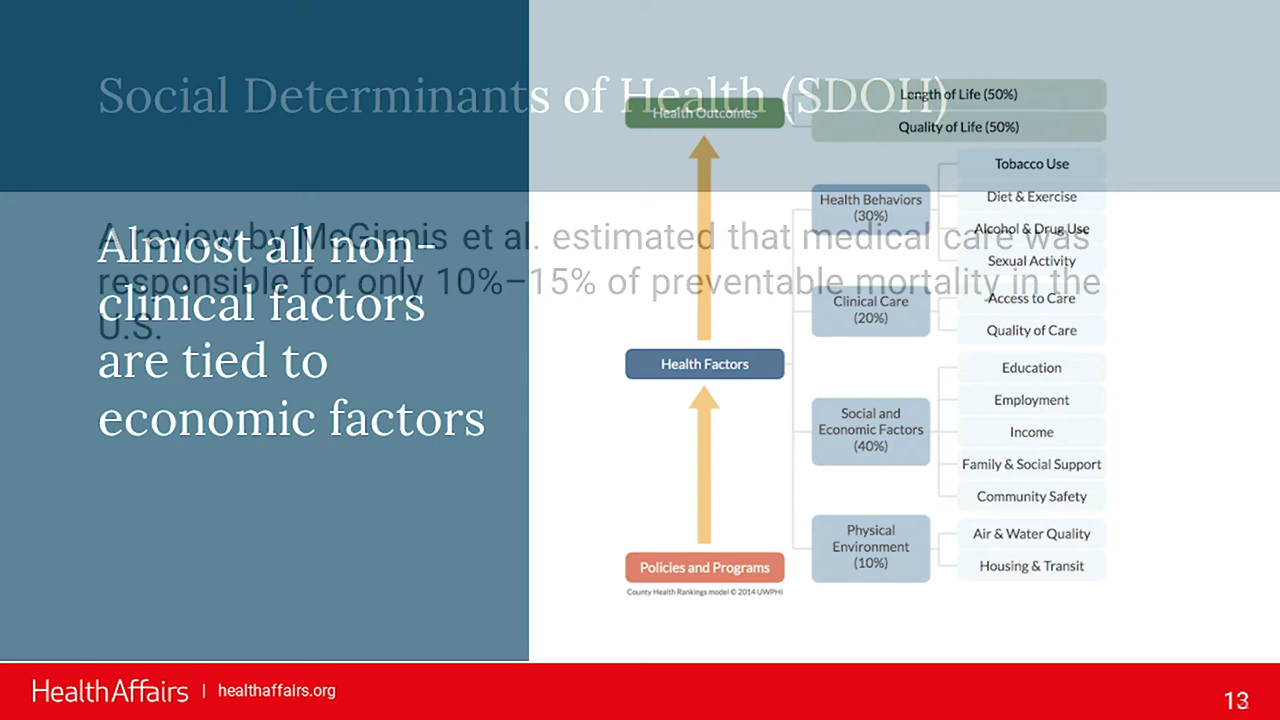 Social Determinants of Health (SDOH)
A review by McGinnis et al. estimated that medical care was
responsible for only 10%–15% of preventable mortality in the
U.S.
Almost all non-
clinical factors
are tied to
economic factors
Health Outcomes
Length of Life (50%)
Quality of Life (50%)
Health Factors
Health Behaviors
(30%)
Tobacco Use
Diet & Exercise
Alcohol & Drug Use
Sexual Activity
Clinical Care
(20%)
Access to Care
Quality of Care
Social and
Economic Factors
(40%)
Education
Employment
Income
Family & Social Support
Community Safety
Physical
Environment
(10%)
Air & Water Quality
Housing & Transit
Policies and Programs
County Health Rankings model © 2014 UWPHI
HealthAffairs | healthaffairs.org
13